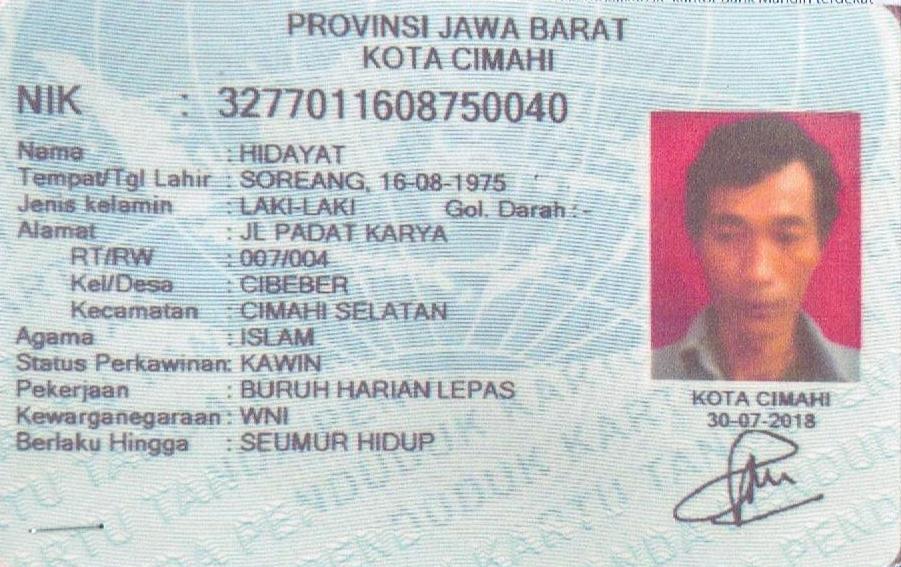 PROVINSI JAWA BARAT
KOTA CIMAHI
NIK : 3277011608750040
Nama : HIDAYAT
Tempat/Tgl Lahir : SOREANG, 16-08-1975
Jenis kelamin : LAKI-LAKI Gol. Darah : -
Alamat : JL PADAT KARYA
RT/RW : 007/004
Kel/Desa : CIBEBER
Kecamatan : CIMAHI SELATAN
Agama : ISLAM
Status Perkawinan: KAWIN
Pekerjaan : BURUH HARIAN LEPAS
Kewarganegaraan : WNI
Berlaku Hingga : SEUMUR HIDUP
KOTA CIMAHI
30-07-2018